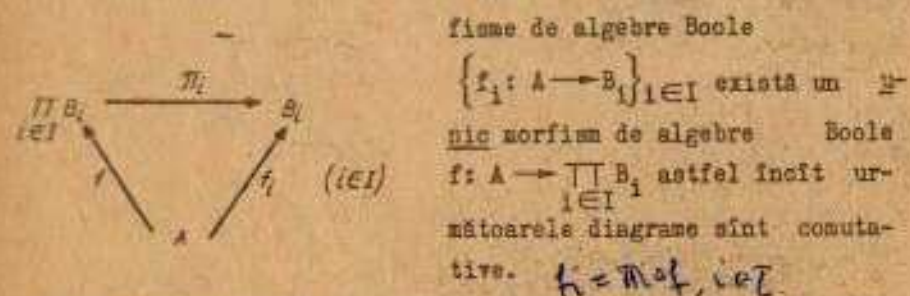 fisme de algebre Boole
{f_i: A → B_i}_{i∈I} există un u-
nic morfism de algebre Boole
f: A → ∏_{i∈I} B_i astfel încît ur-
mătoarele diagrame sînt comuta-
tive. f_i = π_i∘f, i∈I
∏_{i∈I} B_i
π_i
B_i
f
f_i
(i∈I)
A